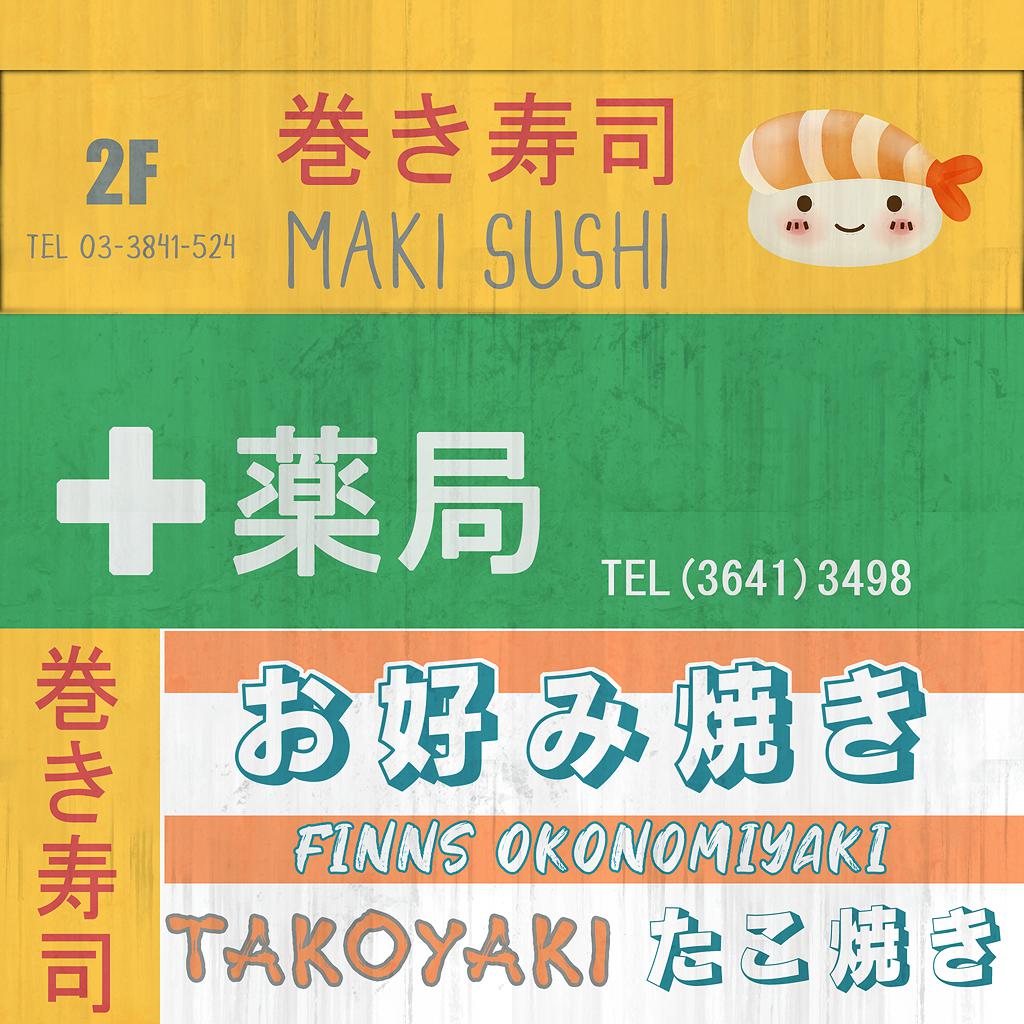 2F
TEL 03-3841-524
巻き寿司
MAKI SUSHI
薬局
TEL(3641)3498
巻き寿司
お好み焼き
FINNS OKONOMIYAKI
TAKOYAKI たこ焼き